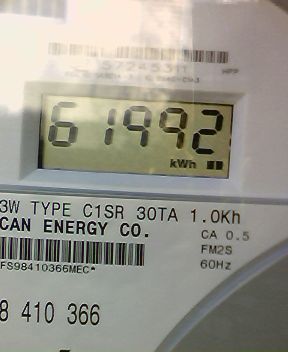 61992
kWh
3W TYPE C1SR 30TA 1.0Kh
CAN ENERGY CO.
CA 0.5
FM2S
60Hz
FS98410366MEC*
8 410 366